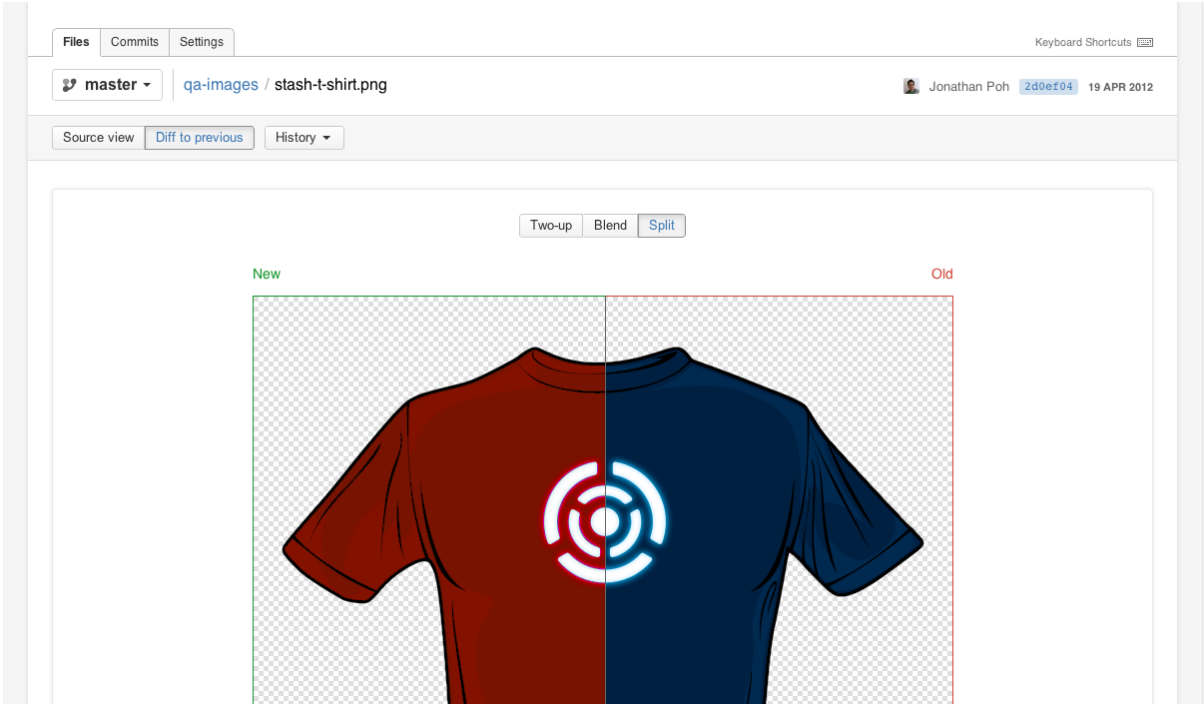 Files Commits Settings Keyboard Shortcuts
master qa-images / stash-t-shirt.png Jonathan Poh 2d0ef04 19 APR 2012
Source view Diff to previous History
Two-up Blend Split
New Old